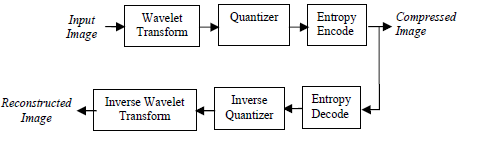 Input
Image
Wavelet
Transform
Quantizer
Entropy
Encode
Compressed
Image
Reconstructed
Image
Inverse Wavelet
Transform
Inverse
Quantizer
Entropy
Decode